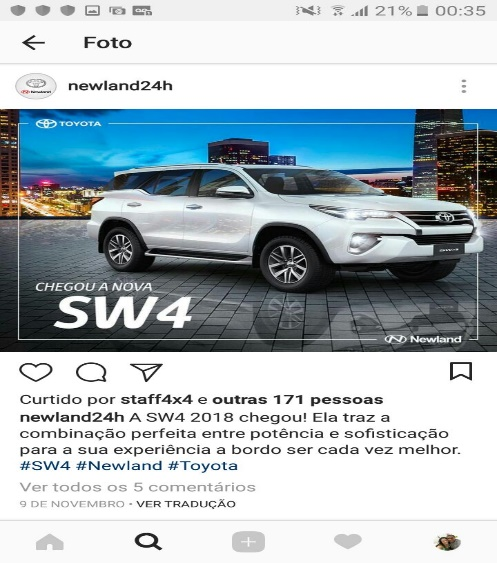 21% 00:35
Foto
newland24h
TOYOTA
CHEGOU A NOVA
SW4
Newland
Curtido por staff4x4 e outras 171 pessoas
newland24h A SW4 2018 chegou! Ela traz a
combinação perfeita entre potência e sofisticação
para a sua experiência a bordo ser cada vez melhor.
#SW4 #Newland #Toyota
Ver todos os 5 comentários
9 DE NOVEMBRO • VER TRADUÇÃO